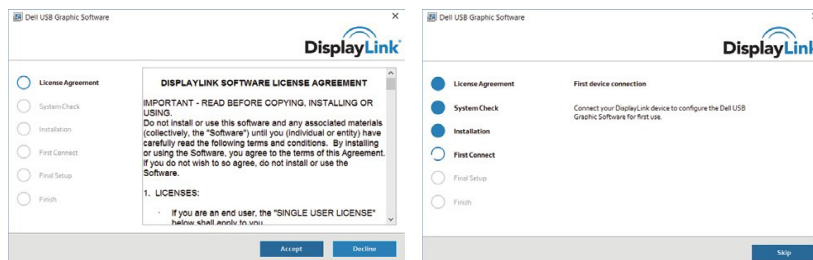 Dell USB Graphic Software
DisplayLink
License Agreement
System Check
Installation
First Connect
Final Setup
Finish
DISPLAYLINK SOFTWARE LICENSE AGREEMENT
IMPORTANT - READ BEFORE COPYING, INSTALLING OR
USING.
Do not install or use this software and any associated materials
(collectively, the "Software") until you (individual or entity) have
carefully read the following terms and conditions. By installing
or using the Software, you agree to the terms of this Agreement.
If you do not wish to so agree, do not install or use the
Software.
1. LICENSES:
· If you are an end user, the "SINGLE USER LICENSE"
below shall apply to you.
Accept
Decline
Dell USB Graphic Software
DisplayLink
License Agreement
System Check
Installation
First Connect
Final Setup
Finish
First device connection
Connect your DisplayLink device to configure the Dell USB
Graphic Software for first use.
Skip